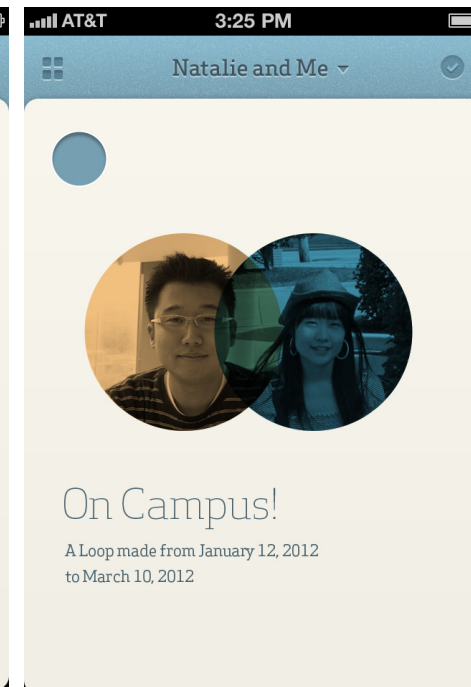 AT&T 3:25 PM
Natalie and Me
On Campus!
A Loop made from January 12, 2012
to March 10, 2012